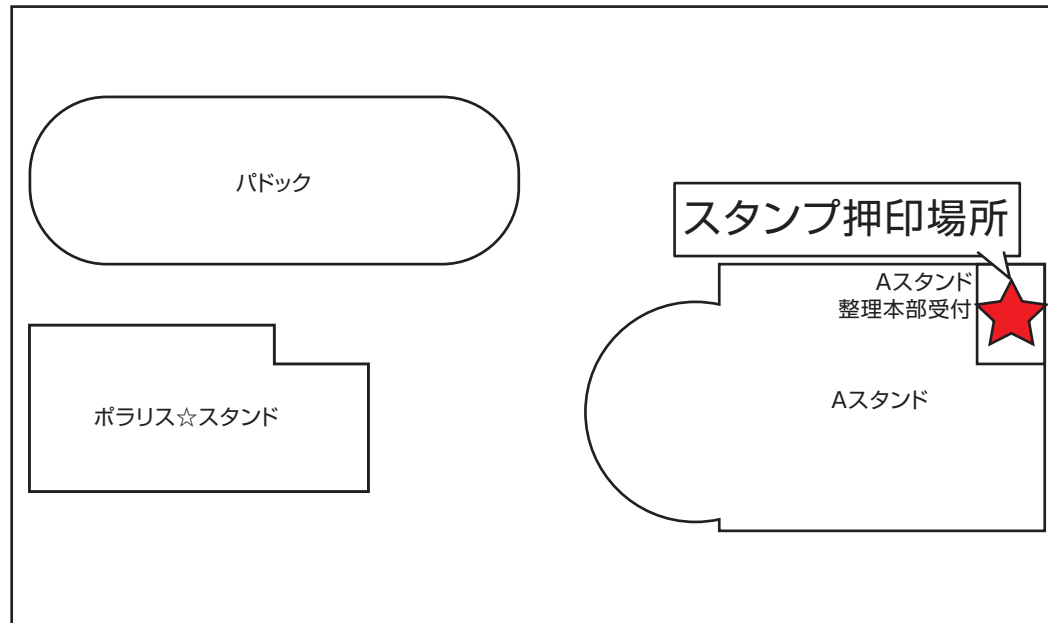 パドック
スタンプ押印場所
Aスタンド
整理本部受付
Aスタンド
ポラリス☆スタンド